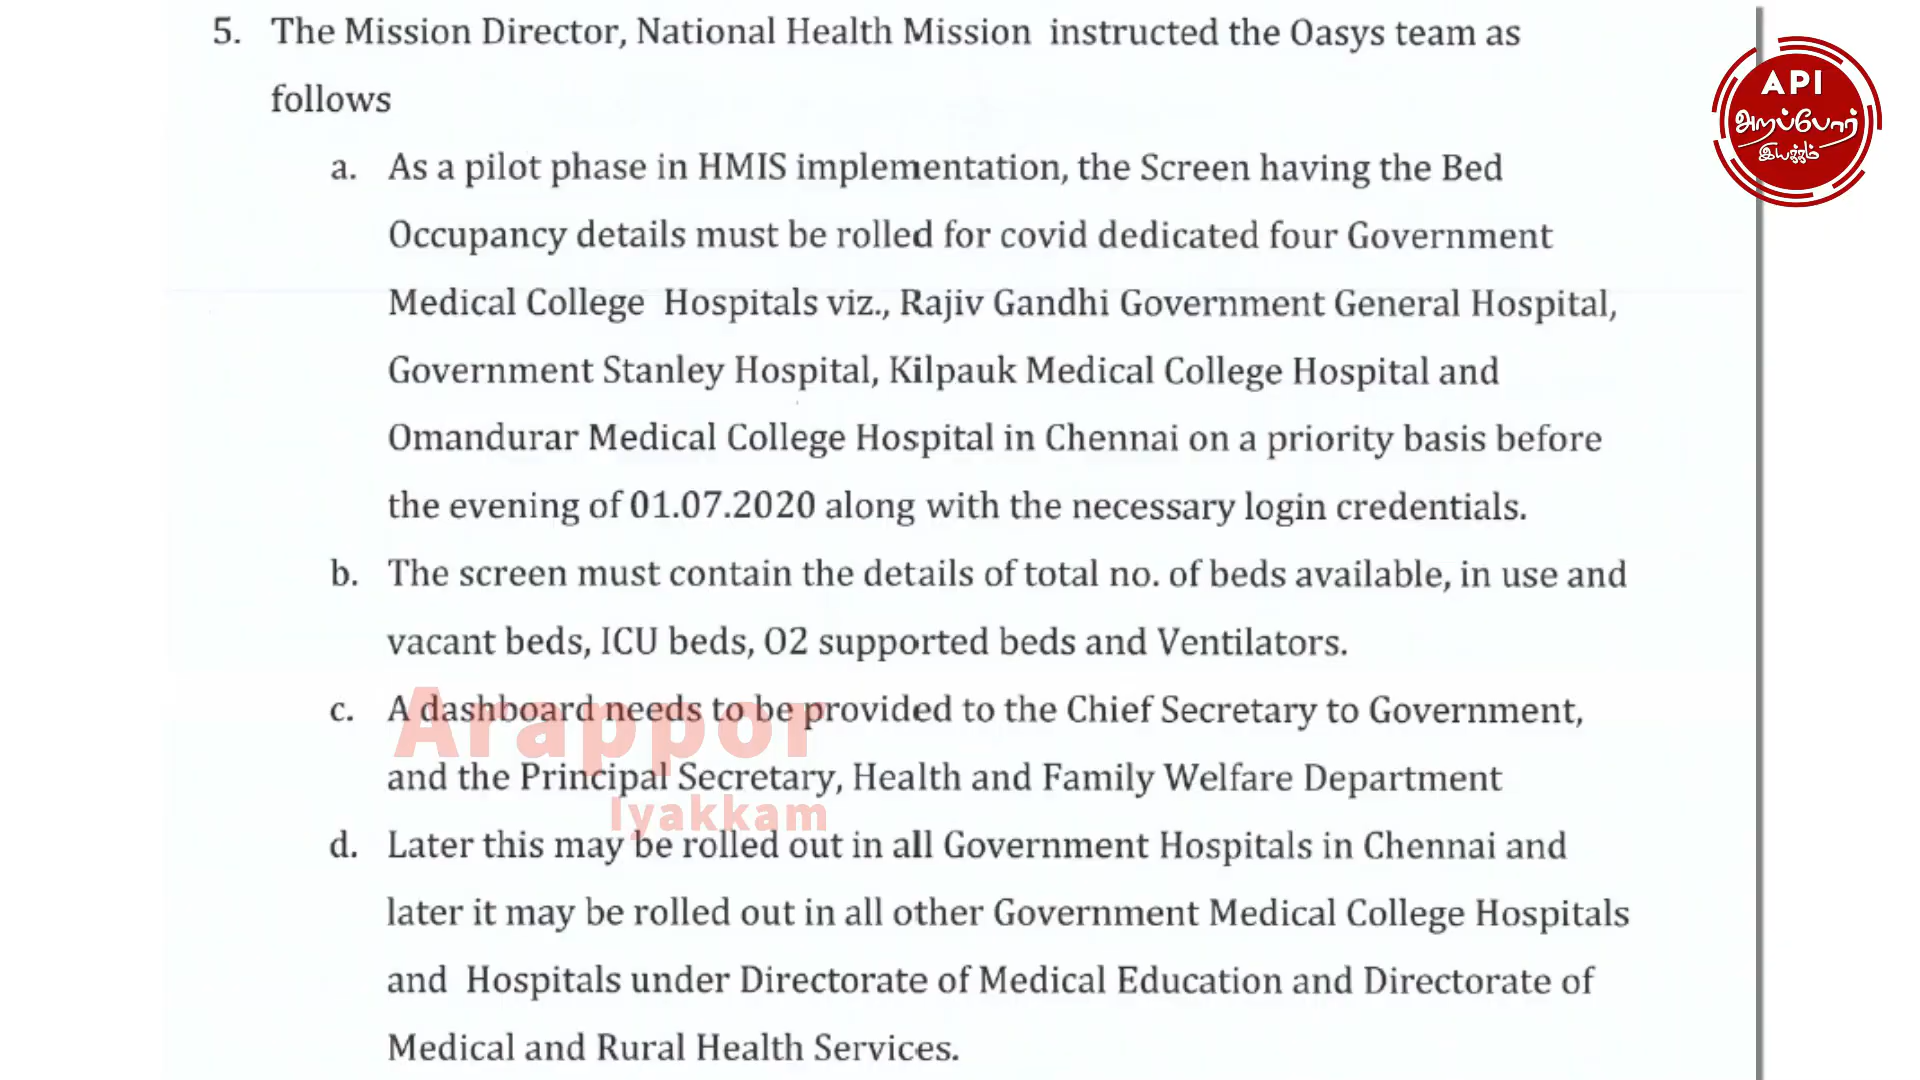 5. The Mission Director, National Health Mission instructed the Oasys team as
follows
a. As a pilot phase in HMIS implementation, the Screen having the Bed
Occupancy details must be rolled for covid dedicated four Government
Medical College Hospitals viz., Rajiv Gandhi Government General Hospital,
Government Stanley Hospital, Kilpauk Medical College Hospital and
Omandurar Medical College Hospital in Chennai on a priority basis before
the evening of 01.07.2020 along with the necessary login credentials.
b. The screen must contain the details of total no. of beds available, in use and
vacant beds, ICU beds, O2 supported beds and Ventilators.
c. A dashboard needs to be provided to the Chief Secretary to Government,
and the Principal Secretary, Health and Family Welfare Department
d. Later this may be rolled out in all Government Hospitals in Chennai and
later it may be rolled out in all other Government Medical College Hospitals
and Hospitals under Directorate of Medical Education and Directorate of
Medical and Rural Health Services.
Arappor
Iyakkam
API
அறப்போர்
இயக்கம்